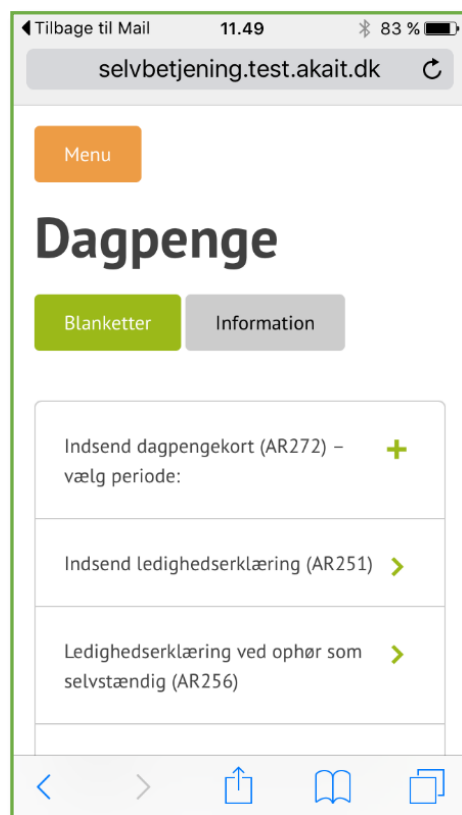 Tilbage til Mail 11.49 83 %
selvbetjening.test.akait.dk
Menu
Dagpenge
Blanketter Information
Indsend dagpengekort (AR272) –
vælg periode:
Indsend ledighedserklæring (AR251)
Ledighedserklæring ved ophør som
selvstændig (AR256)